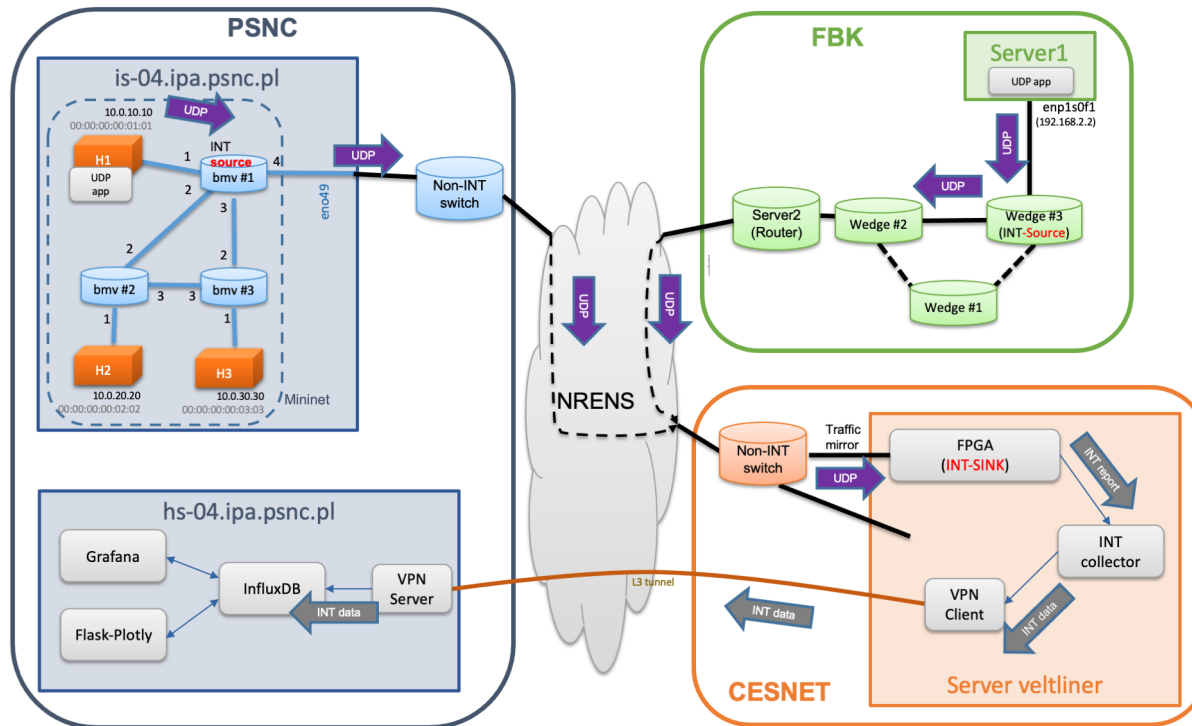 PSNC
is-04.ipa.psnc.pl
10.0.10.10
00:00:00:00:01:01
UDP
H1
UDP app
INT
source
bmv #1
1
2
3
4
eno49
UDP
Non-INT
switch
2
bmv #2
3
1
2
bmv #3
3
1
H2
10.0.20.20
00:00:00:00:02:02
H3
10.0.30.30
00:00:00:00:03:03
Mininet
hs-04.ipa.psnc.pl
Grafana
Flask-Plotly
InfluxDB
VPN
Server
INT data
NRENS
UDP
UDP
L3 tunnel
FBK
Server1
UDP app
enp1s0f1
(192.168.2.2)
UDP
UDP
Server2
(Router)
Wedge #2
Wedge #3
(INT-Source)
Wedge #1
CESNET
Non-INT
switch
Traffic
mirror
UDP
FPGA
(INT-SINK)
INT report
INT
collector
VPN
Client
INT data
INT data
Server veltliner